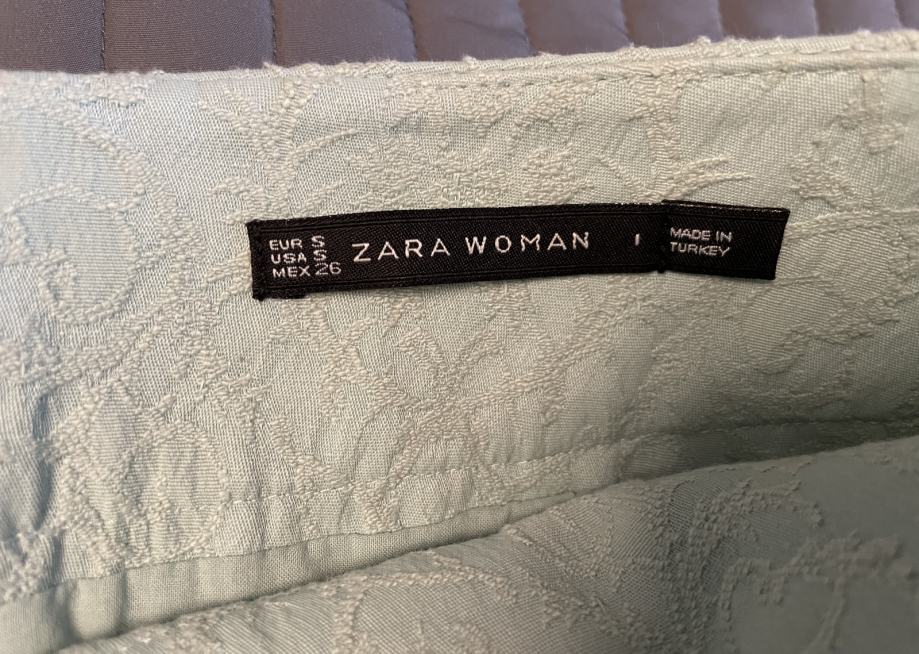 EUR S
USA S
MEX 26
ZARA WOMAN
MADE IN
TURKEY